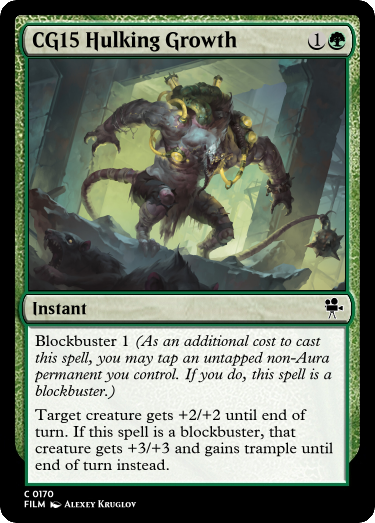 CG15 Hulking Growth 1
Instant
Blockbuster 1 (As an additional cost to cast
this spell, you may tap an untapped non-Aura
permanent you control. If you do, this spell is a
blockbuster.)
Target creature gets +2/+2 until end of
turn. If this spell is a blockbuster, that
creature gets +3/+3 and gains trample until
end of turn instead.
C 0170
FILM Alexey Kruglov